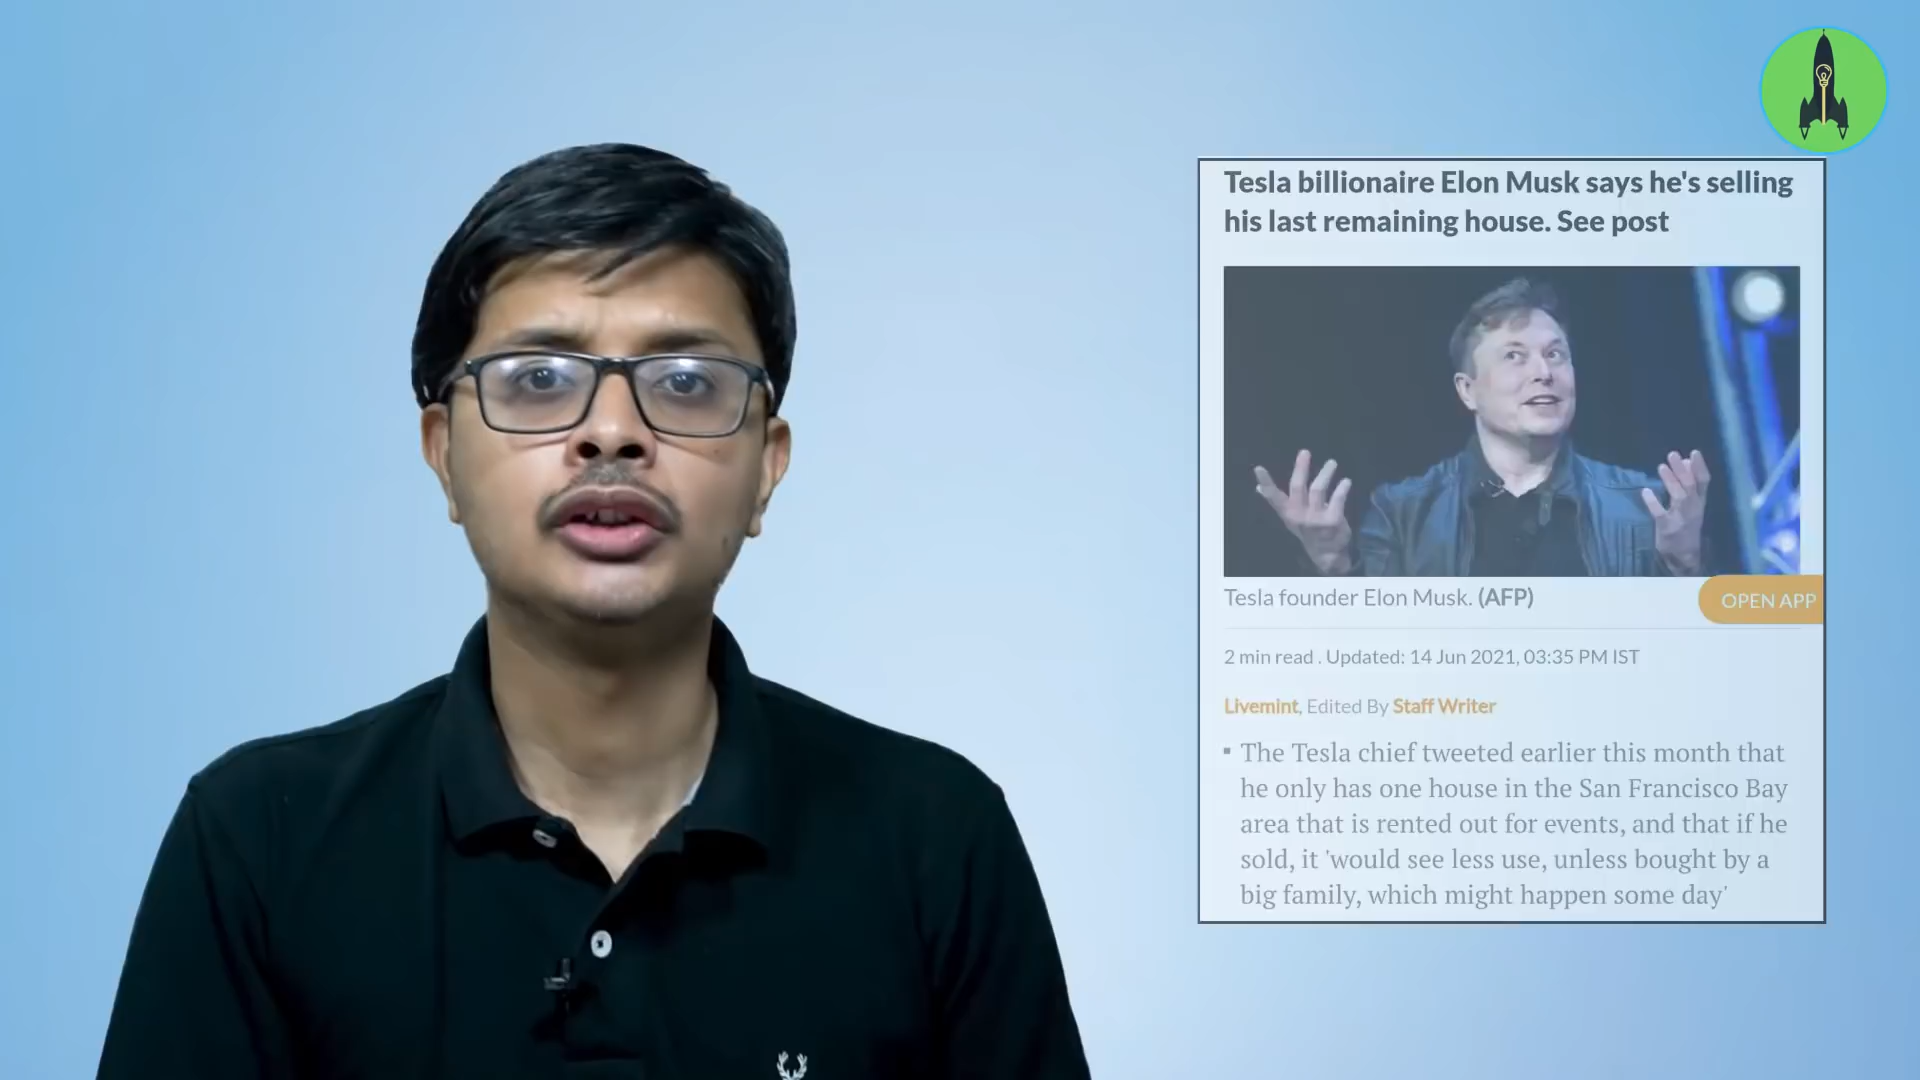 Tesla billionaire Elon Musk says he's selling
his last remaining house. See post
Tesla founder Elon Musk. (AFP)
OPEN APP
2 min read . Updated: 14 Jun 2021, 03:35 PM IST
Livemint, Edited By Staff Writer
▪ The Tesla chief tweeted earlier this month that
he only has one house in the San Francisco Bay
area that is rented out for events, and that if he
sold, it 'would see less use, unless bought by a
big family, which might happen some day'